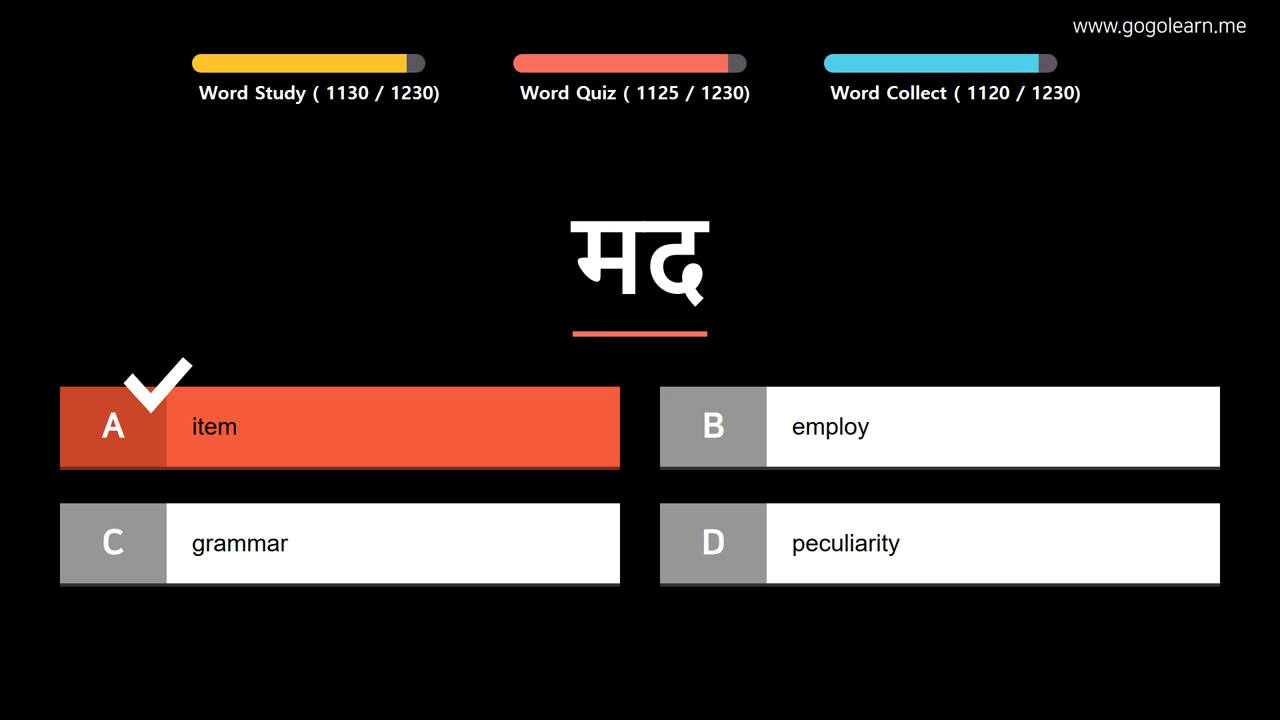 www.gogolearn.me
Word Study ( 1130 / 1230)
Word Quiz ( 1125 / 1230)
Word Collect ( 1120 / 1230)
मद
A item
B employ
C grammar
D peculiarity